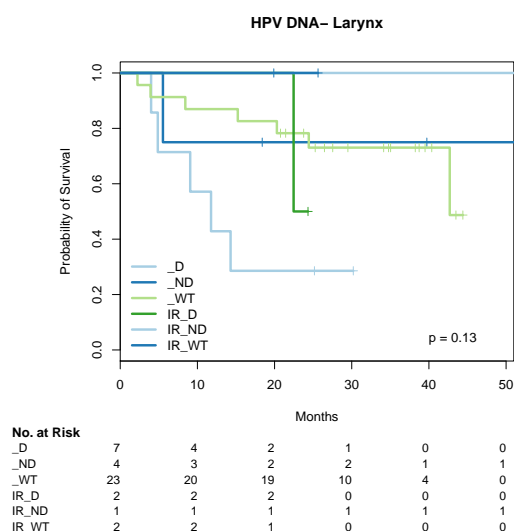 HPV DNA− Larynx
Probability of Survival
1.0
0.8
0.6
0.4
0.2
0.0
_D
_ND
_WT
IR_D
IR_ND
IR_WT
p = 0.13
0 10 20 30 40 50
Months
No. at Risk
_D 7 4 2 1 0 0
_ND 4 3 2 2 1 1
_WT 23 20 19 10 4 0
IR_D 2 2 2 0 0 0
IR_ND 1 1 1 1 1 1
IR_WT 2 2 1 0 0 0